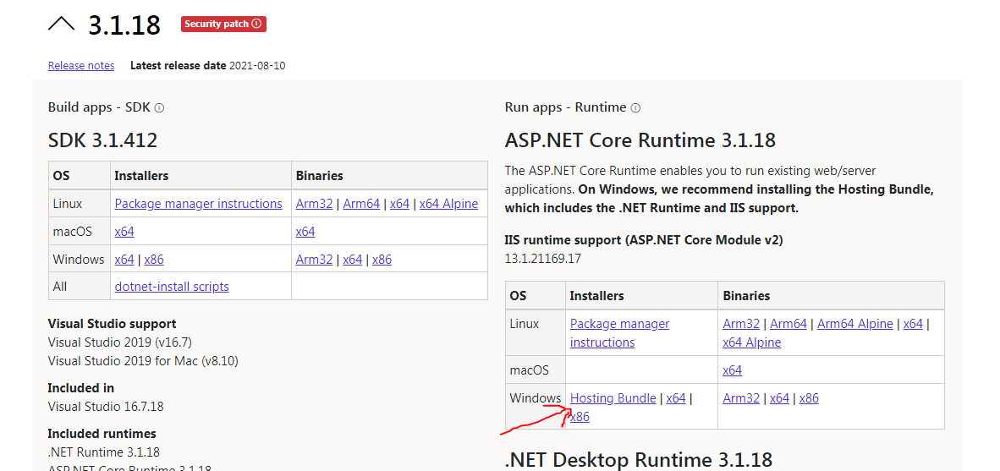 3.1.18 Security patch
Release notes Latest release date 2021-08-10
Build apps - SDK
SDK 3.1.412
OS Installers Binaries
Linux Package manager instructions Arm32 | Arm64 | x64 | x64 Alpine
macOS x64 x64
Windows x64 | x86 Arm32 | x64 | x86
All dotnet-install scripts
Visual Studio support
Visual Studio 2019 (v16.7)
Visual Studio 2019 for Mac (v8.10)
Included in
Visual Studio 16.7.18
Included runtimes
.NET Runtime 3.1.18
ASP.NET Core Runtime 3.1.18
Run apps - Runtime
ASP.NET Core Runtime 3.1.18
The ASP.NET Core Runtime enables you to run existing web/server
applications. On Windows, we recommend installing the Hosting Bundle,
which includes the .NET Runtime and IIS support.
IIS runtime support (ASP.NET Core Module v2)
13.1.21169.17
OS Installers Binaries
Linux Package manager Arm32 | Arm64 | Arm64 Alpine | x64 |
instructions x64 Alpine
macOS x64
Windows Hosting Bundle | x64 | Arm32 | x64 | x86
x86
.NET Desktop Runtime 3.1.18